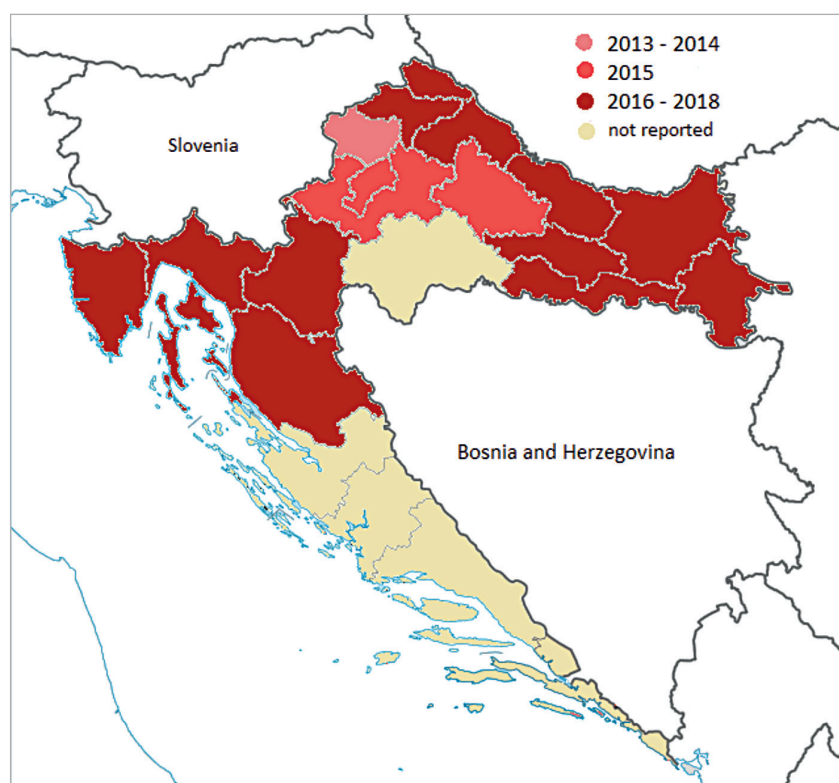 2013 - 2014
2015
2016 - 2018
not reported
Slovenia
Bosnia and Herzegovina